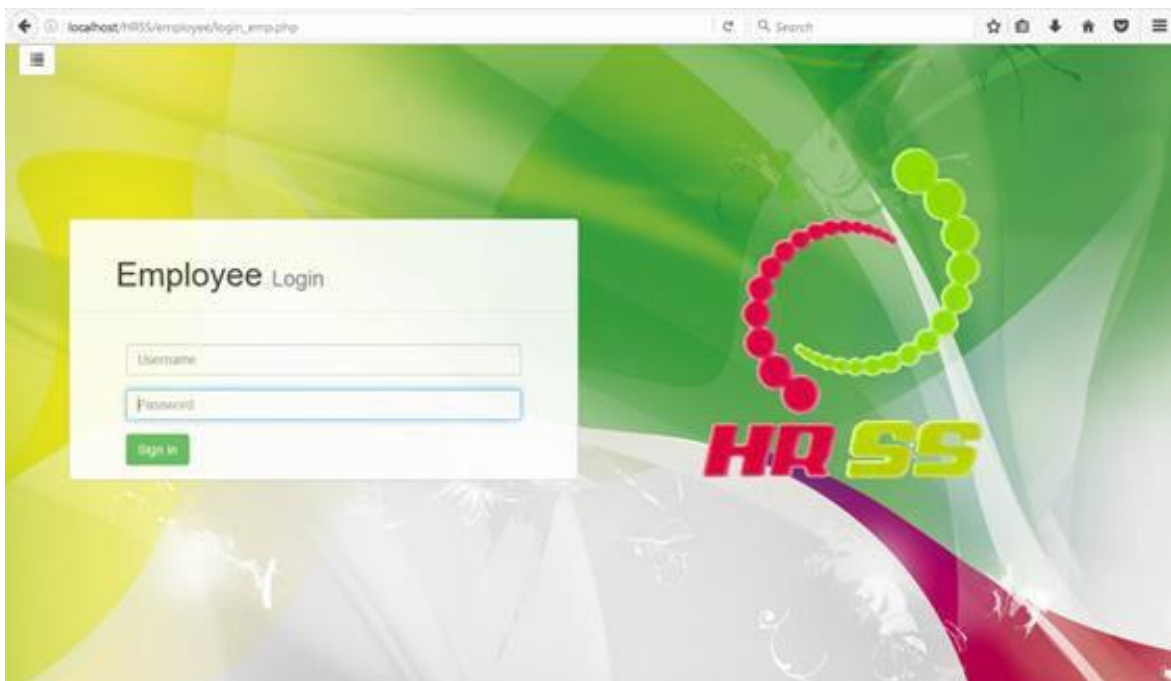 localhost/HRSS/employee/login_emp.php
Search
Employee Login
Username
Password
Sign In
HR SS